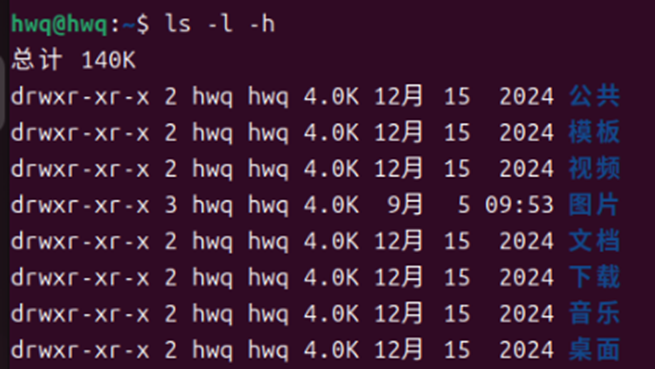 hwq@hwq:~$ ls -l -h
总计 140K
drwxr-xr-x 2 hwq hwq 4.0K 12月 15  2024 公共
drwxr-xr-x 2 hwq hwq 4.0K 12月 15  2024 模板
drwxr-xr-x 2 hwq hwq 4.0K 12月 15  2024 视频
drwxr-xr-x 3 hwq hwq 4.0K  9月  5 09:53 图片
drwxr-xr-x 2 hwq hwq 4.0K 12月 15  2024 文档
drwxr-xr-x 2 hwq hwq 4.0K 12月 15  2024 下载
drwxr-xr-x 2 hwq hwq 4.0K 12月 15  2024 音乐
drwxr-xr-x 2 hwq hwq 4.0K 12月 15  2024 桌面